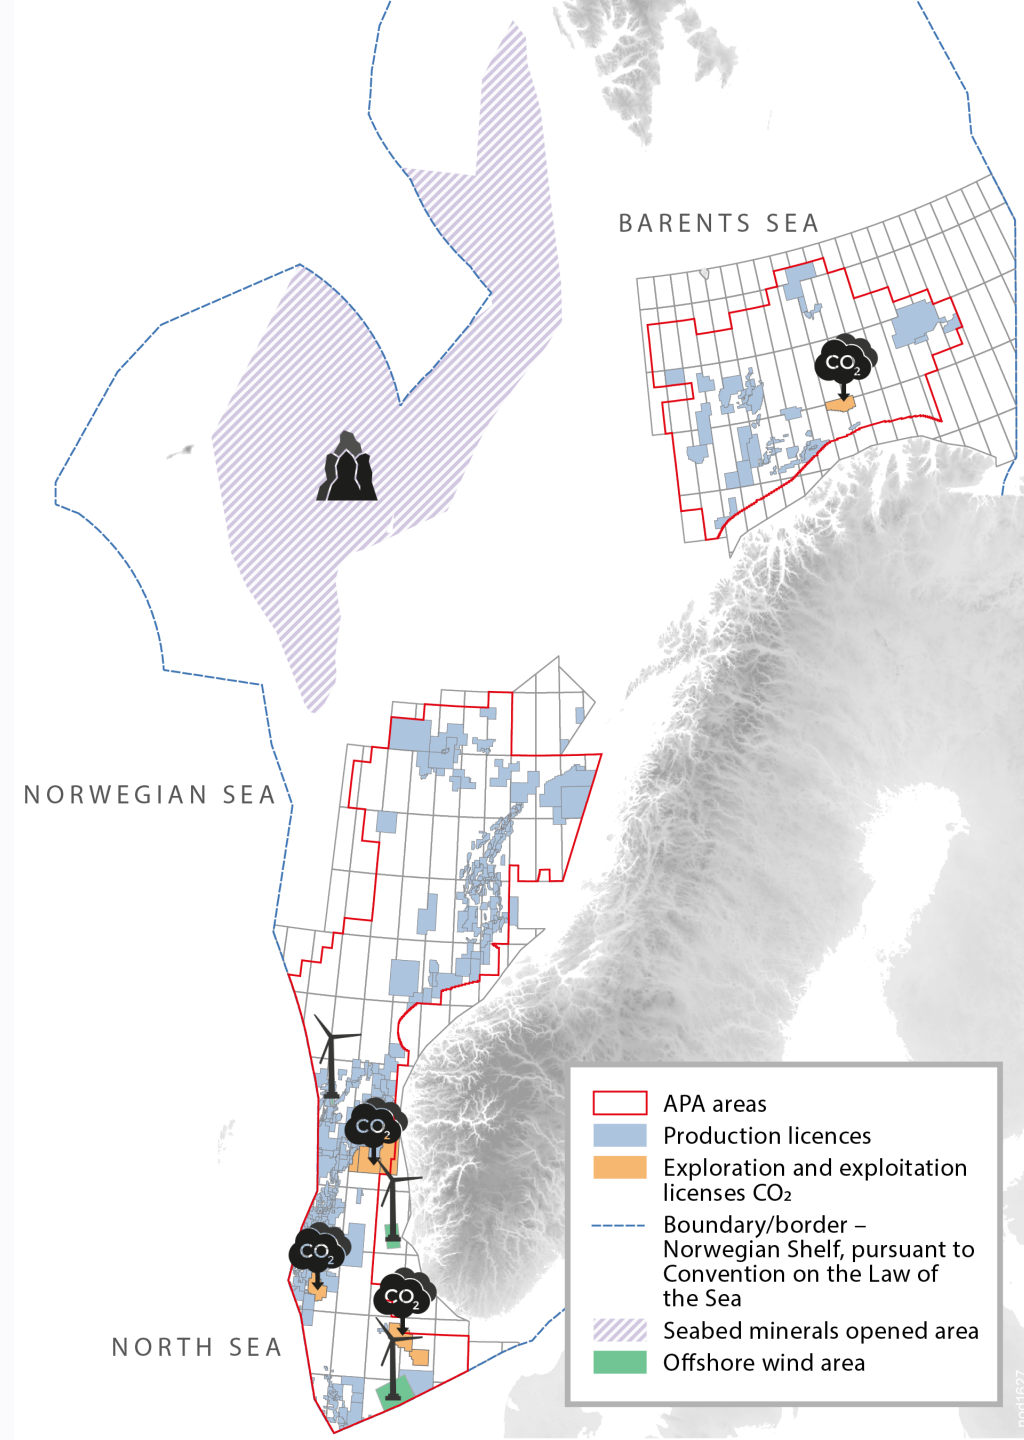 BARENTS SEA
CO₂
NORWEGIAN SEA
CO₂
CO₂
CO₂
NORTH SEA
APA areas
Production licences
Exploration and exploitation
licenses CO₂
Boundary/border –
Norwegian Shelf, pursuant to
Convention on the Law of
the Sea
Seabed minerals opened area
Offshore wind area
nod1627